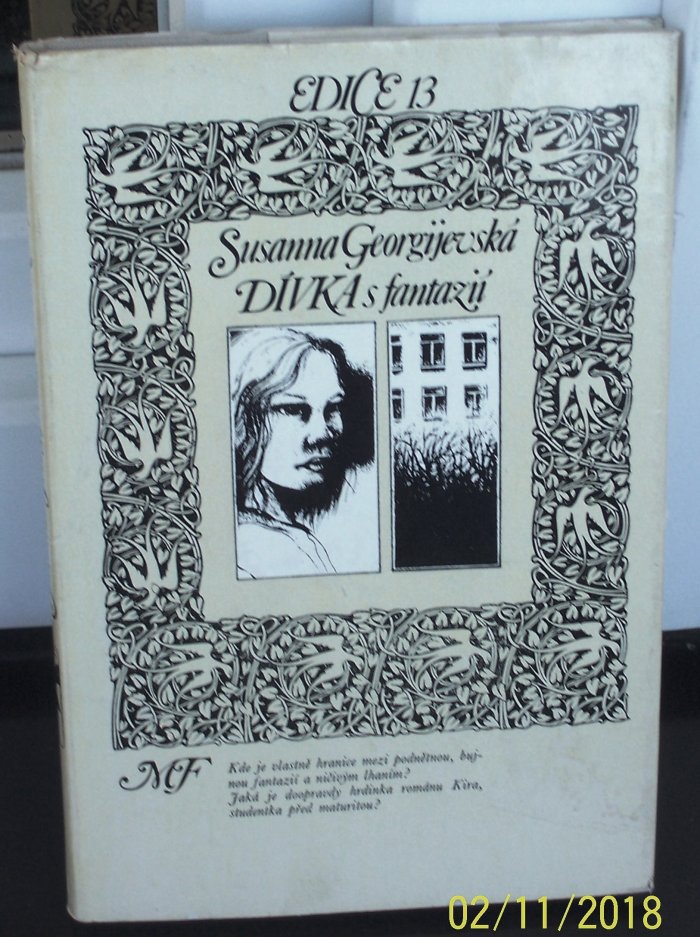 EDICE 13
Susanna Georgijevská
DÍVKA s fantazií
MF
Kde je vlastně hranice mezi podnětnou, buj-
nou fantazií a ničivým lhaním?
Jaká je doopravdy hrdinka románu Kira,
studentka před maturitou?
02/11/2018